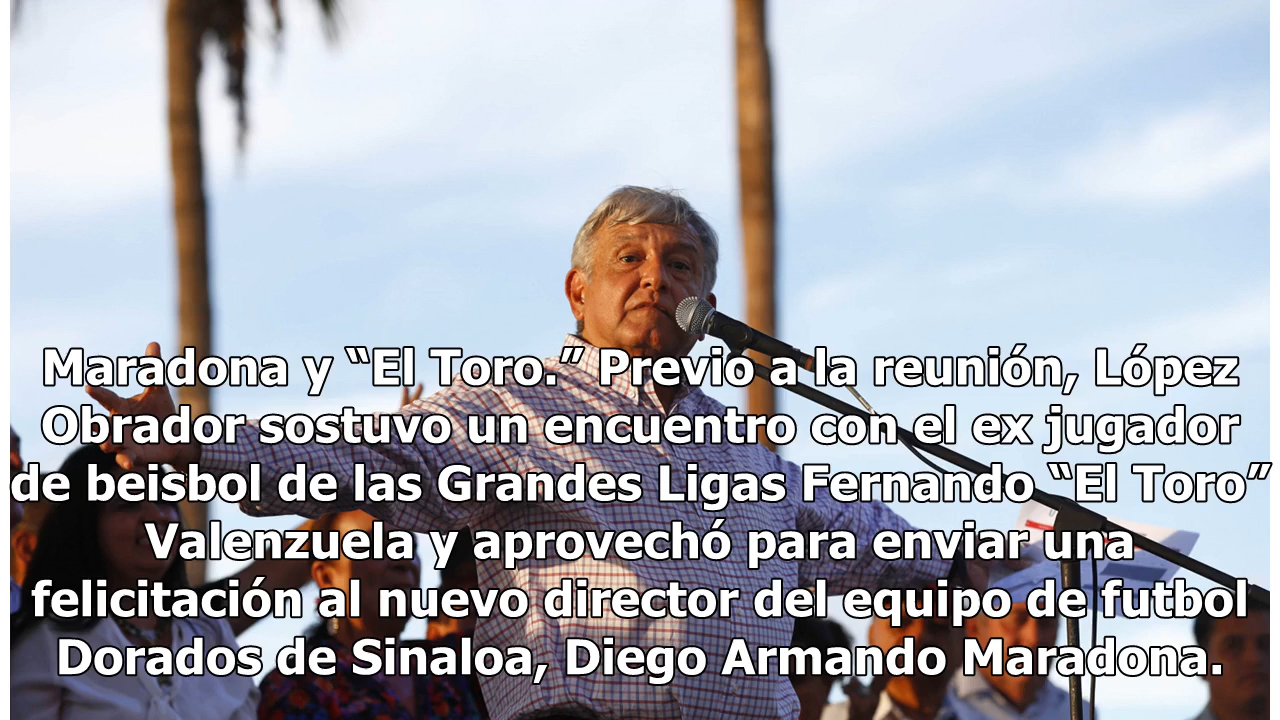 Maradona y “El Toro.” Previo a la reunión, López
Obrador sostuvo un encuentro con el ex jugador
de beisbol de las Grandes Ligas Fernando “El Toro”
Valenzuela y aprovechó para enviar una
felicitación al nuevo director del equipo de futbol
Dorados de Sinaloa, Diego Armando Maradona.